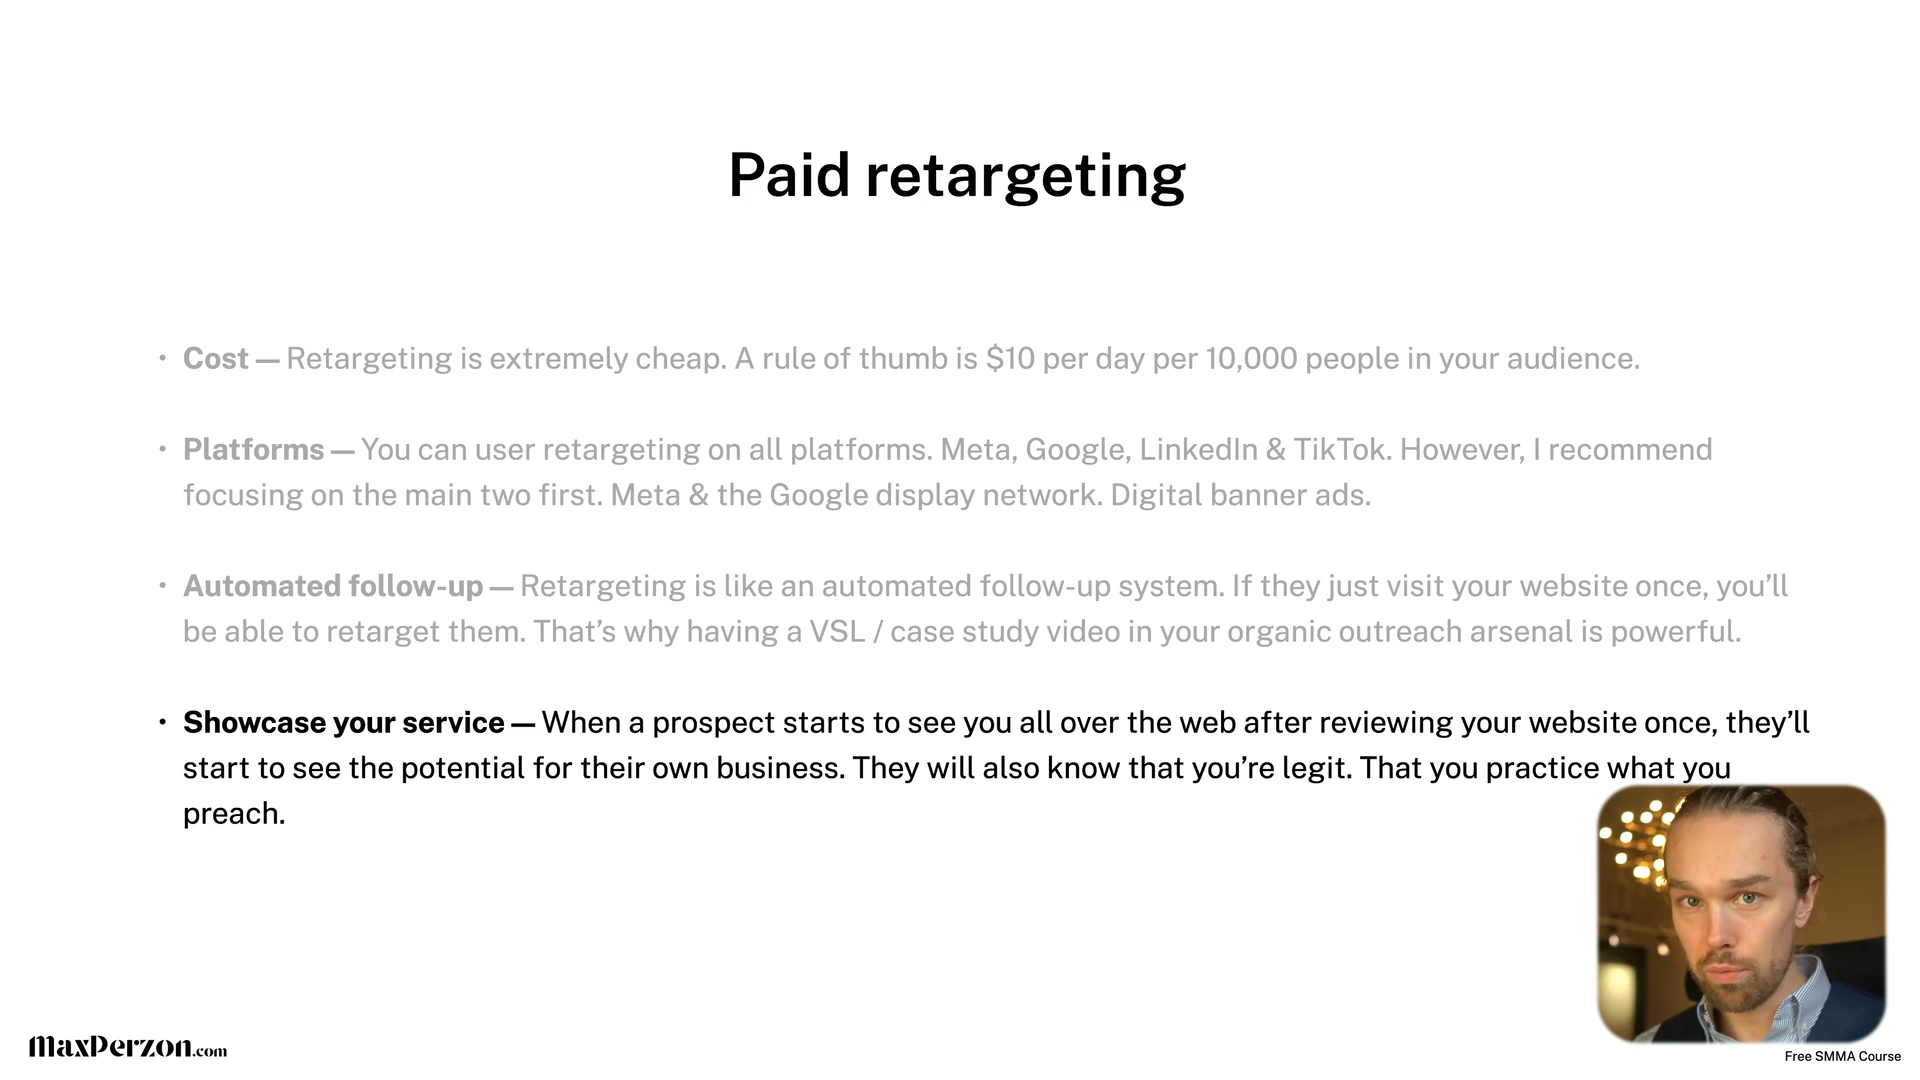 Paid retargeting
• Cost — Retargeting is extremely cheap. A rule of thumb is $10 per day per 10,000 people in your audience.
• Platforms — You can user retargeting on all platforms. Meta, Google, LinkedIn & TikTok. However, I recommend
focusing on the main two first. Meta & the Google display network. Digital banner ads.
• Automated follow-up — Retargeting is like an automated follow-up system. If they just visit your website once, you’ll
be able to retarget them. That’s why having a VSL / case study video in your organic outreach arsenal is powerful.
• Showcase your service — When a prospect starts to see you all over the web after reviewing your website once, they’ll
start to see the potential for their own business. They will also know that you’re legit. That you practice what you
preach.
MaxPerzon.com
Free SMMA Course